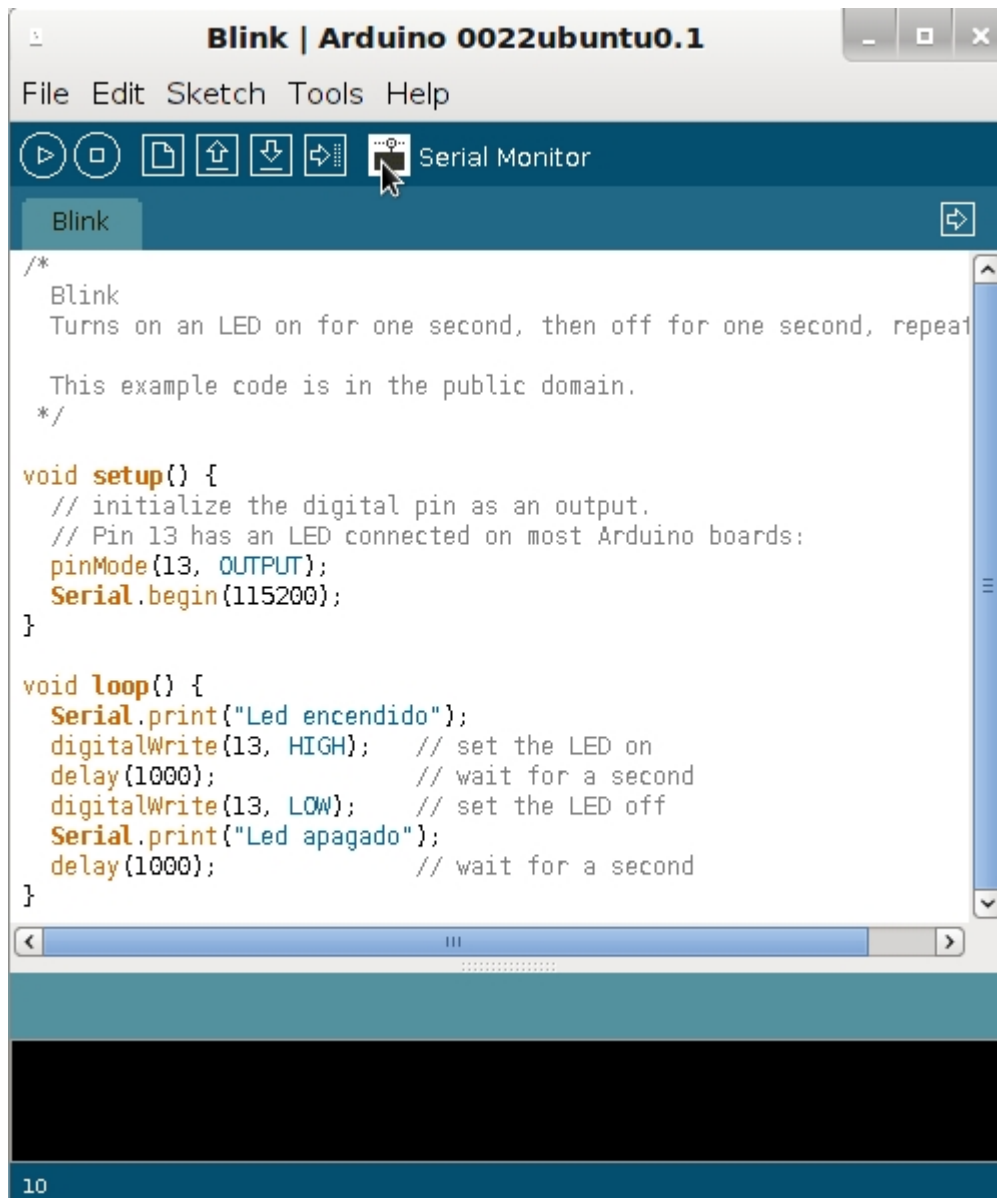 Blink | Arduino 0022ubuntu0.1
File Edit Sketch Tools Help
Serial Monitor
Blink
/*
  Blink
  Turns on an LED on for one second, then off for one second, repeat

  This example code is in the public domain.
 */

void setup() {
  // initialize the digital pin as an output.
  // Pin 13 has an LED connected on most Arduino boards:
  pinMode(13, OUTPUT);
  Serial.begin(115200);
}

void loop() {
  Serial.print("Led encendido");
  digitalWrite(13, HIGH);   // set the LED on
  delay(1000);              // wait for a second
  digitalWrite(13, LOW);    // set the LED off
  Serial.print("Led apagado");
  delay(1000);              // wait for a second
}
10